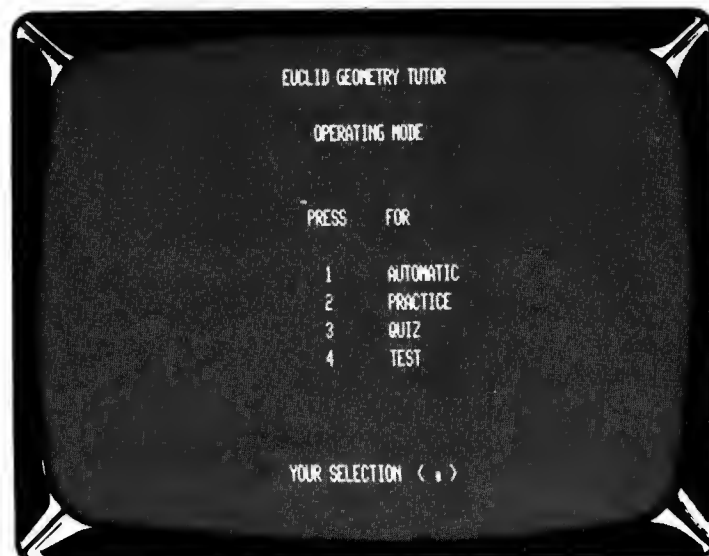 EUCLID GEOMETRY TUTOR
OPERATING MODE
PRESS FOR
1 AUTOMATIC
2 PRACTICE
3 QUIZ
4 TEST
YOUR SELECTION < >